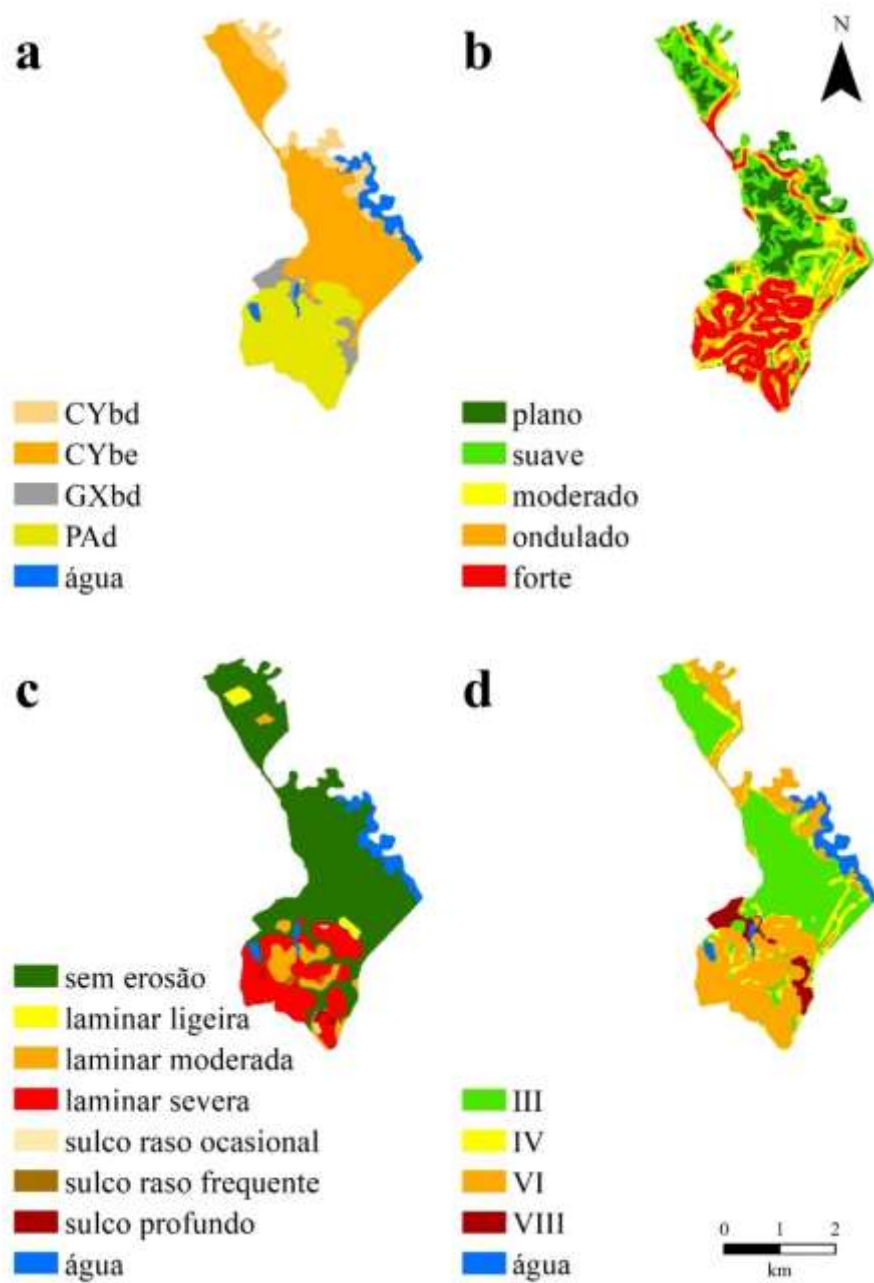 a
CYbd
CYbe
GXbd
PAd
água
b
N
plano
suave
moderado
ondulado
forte
c
sem erosão
laminar ligeira
laminar moderada
laminar severa
sulco raso ocasional
sulco raso frequente
sulco profundo
água
d
III
IV
VI
VIII
água
0 1 2
km